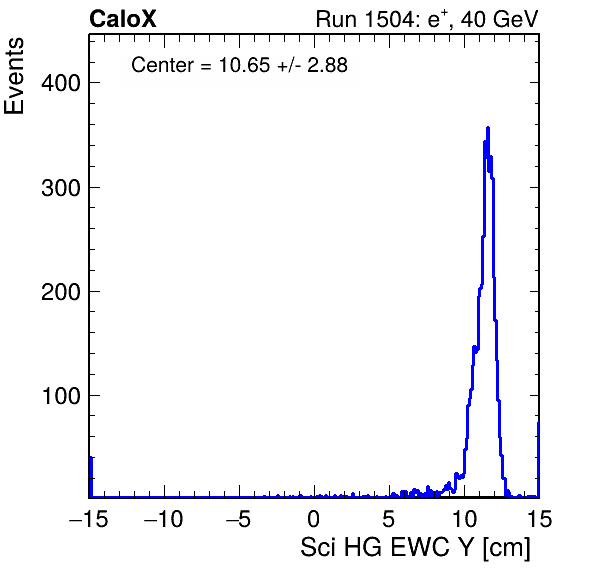 CaloX Run 1504: e⁺, 40 GeV
Center = 10.65 +/- 2.88
Events
400
300
200
100
−15 −10 −5 0 5 10 15
Sci HG EWC Y [cm]